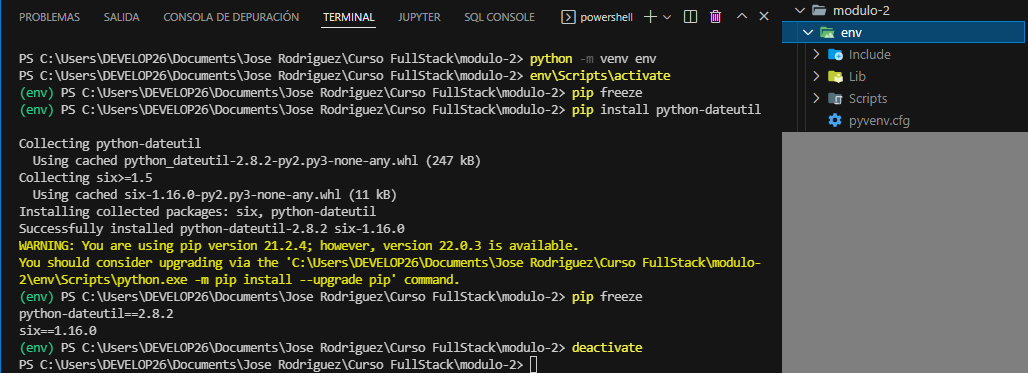 PROBLEMAS SALIDA CONSOLA DE DEPURACIÓN TERMINAL JUPYTER SQL CONSOLE powershell
PS C:\Users\DEVELOP26\Documents\Jose Rodriguez\Curso FullStack\modulo-2> python -m venv env
PS C:\Users\DEVELOP26\Documents\Jose Rodriguez\Curso FullStack\modulo-2> env\Scripts\activate
(env) PS C:\Users\DEVELOP26\Documents\Jose Rodriguez\Curso FullStack\modulo-2> pip freeze
(env) PS C:\Users\DEVELOP26\Documents\Jose Rodriguez\Curso FullStack\modulo-2> pip install python-dateutil
Collecting python-dateutil
  Using cached python_dateutil-2.8.2-py2.py3-none-any.whl (247 kB)
Collecting six>=1.5
  Using cached six-1.16.0-py2.py3-none-any.whl (11 kB)
Installing collected packages: six, python-dateutil
Successfully installed python-dateutil-2.8.2 six-1.16.0
WARNING: You are using pip version 21.2.4; however, version 22.0.3 is available.
You should consider upgrading via the 'C:\Users\DEVELOP26\Documents\Jose Rodriguez\Curso FullStack\modulo-
2\env\Scripts\python.exe -m pip install --upgrade pip' command.
(env) PS C:\Users\DEVELOP26\Documents\Jose Rodriguez\Curso FullStack\modulo-2> pip freeze
python-dateutil==2.8.2
six==1.16.0
(env) PS C:\Users\DEVELOP26\Documents\Jose Rodriguez\Curso FullStack\modulo-2> deactivate
PS C:\Users\DEVELOP26\Documents\Jose Rodriguez\Curso FullStack\modulo-2>
modulo-2
env
Include
Lib
Scripts
pyvenv.cfg